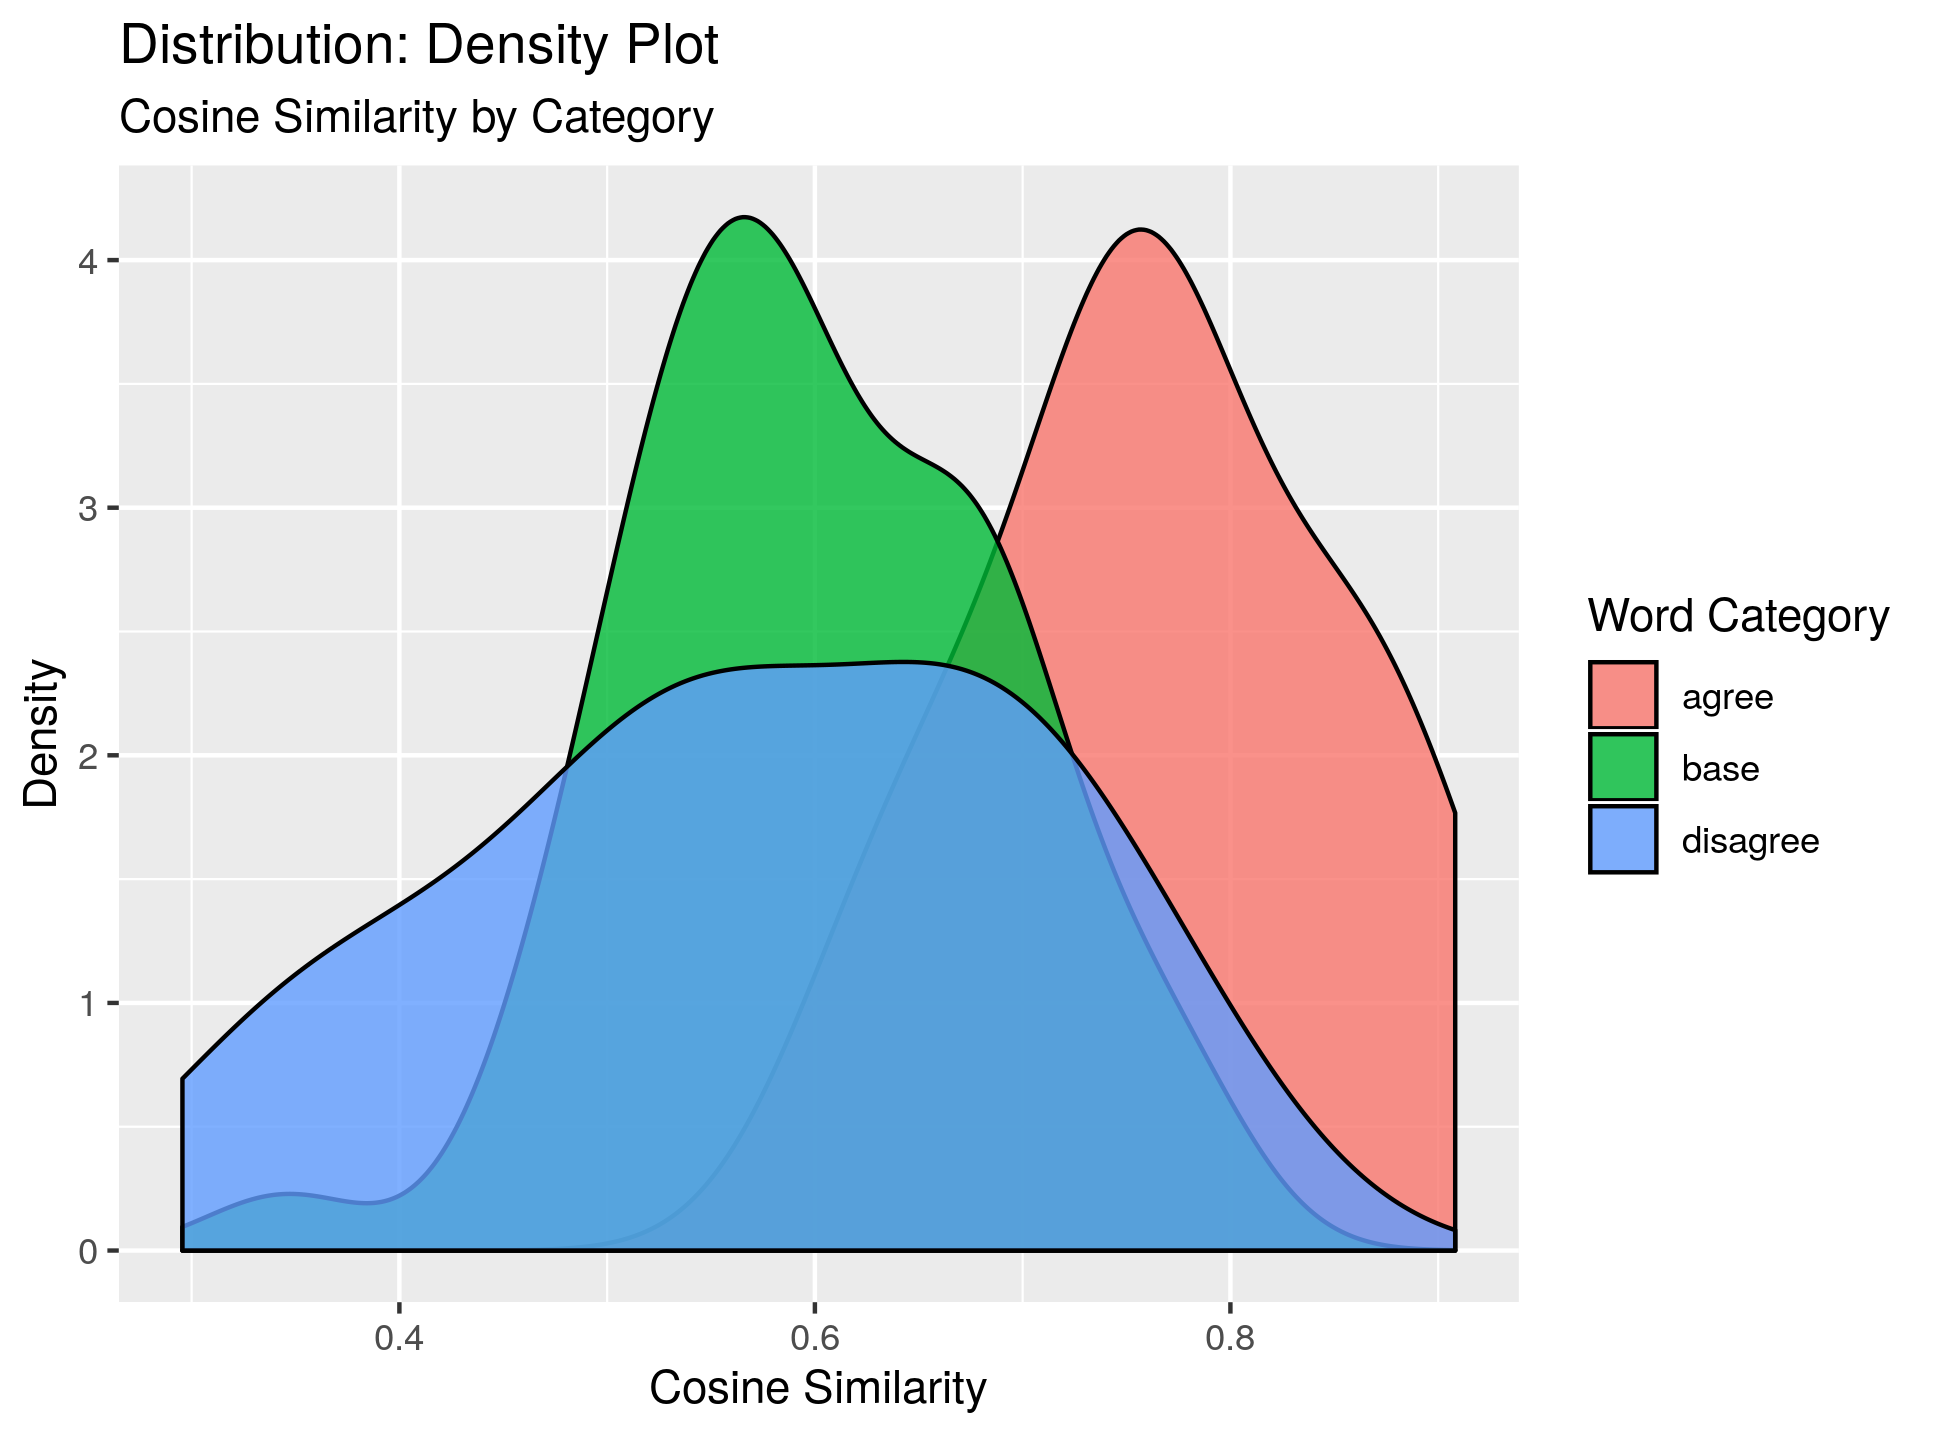 Distribution: Density Plot
Cosine Similarity by Category
4
3
2
1
0
Density
0.4 0.6 0.8
Cosine Similarity
Word Category
agree
base
disagree